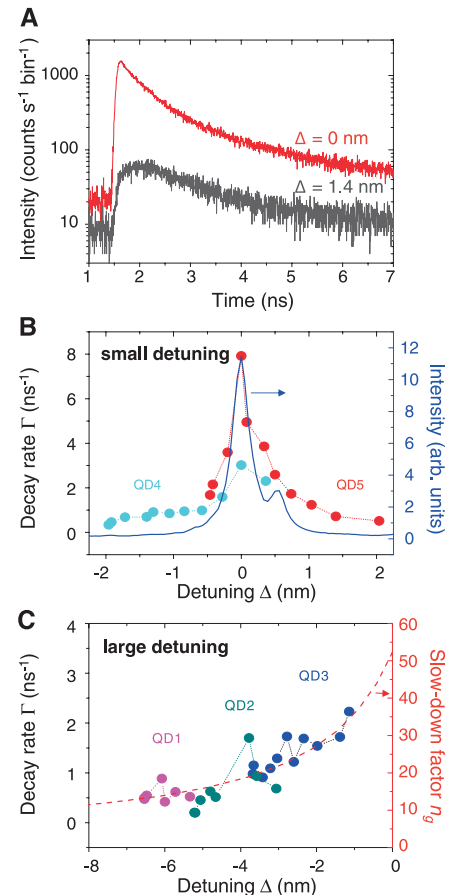 A
Intensity (counts s⁻¹ bin⁻¹)
1000
100
10
Δ = 0 nm
Δ = 1.4 nm
1 2 3 4 5 6 7
Time (ns)
B
small detuning
Decay rate Γ (ns⁻¹)
8
6
4
2
0
QD4
QD5
12
10
8
6
4
2
0
Intensity (arb. units)
-2 -1 0 1 2
Detuning Δ (nm)
C
large detuning
Decay rate Γ (ns⁻¹)
4
3
2
1
0
QD1
QD2
QD3
60
50
40
30
20
10
0
Slow-down factor n_g
-8 -6 -4 -2 0
Detuning Δ (nm)